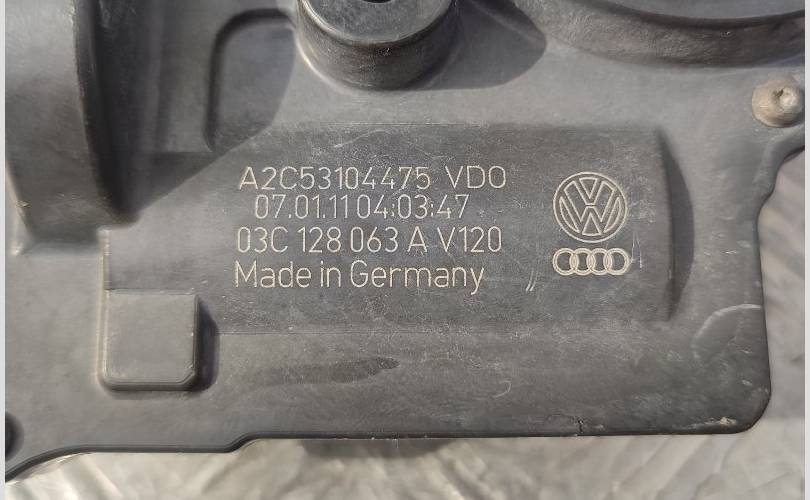 A2C53104475 VDO
07.01.11 04:03:47
03C 128 063 A V120
Made in Germany